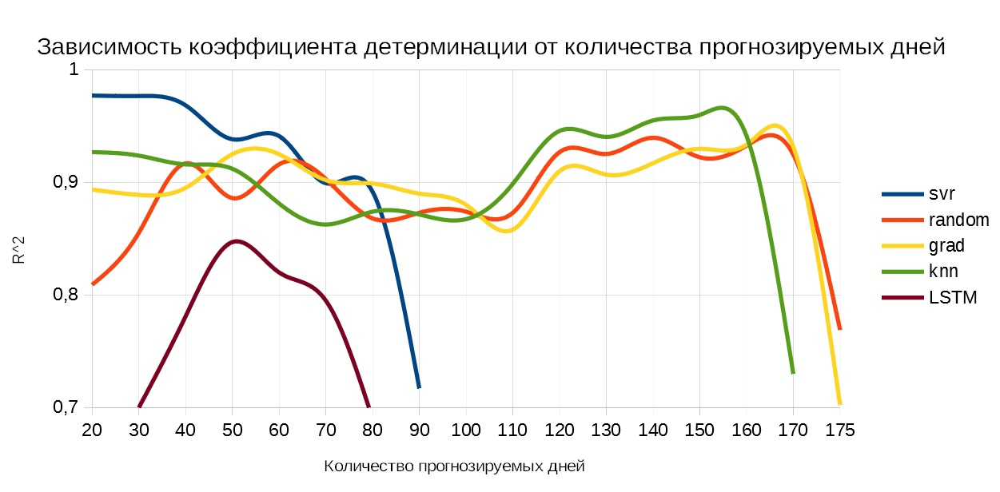 Зависимость коэффициента детерминации от количества прогнозируемых дней
1
0,9
0,8
0,7
R^2
20 30 40 50 60 70 80 90 100 110 120 130 140 150 160 170 175
Количество прогнозируемых дней
svr
random
grad
knn
LSTM